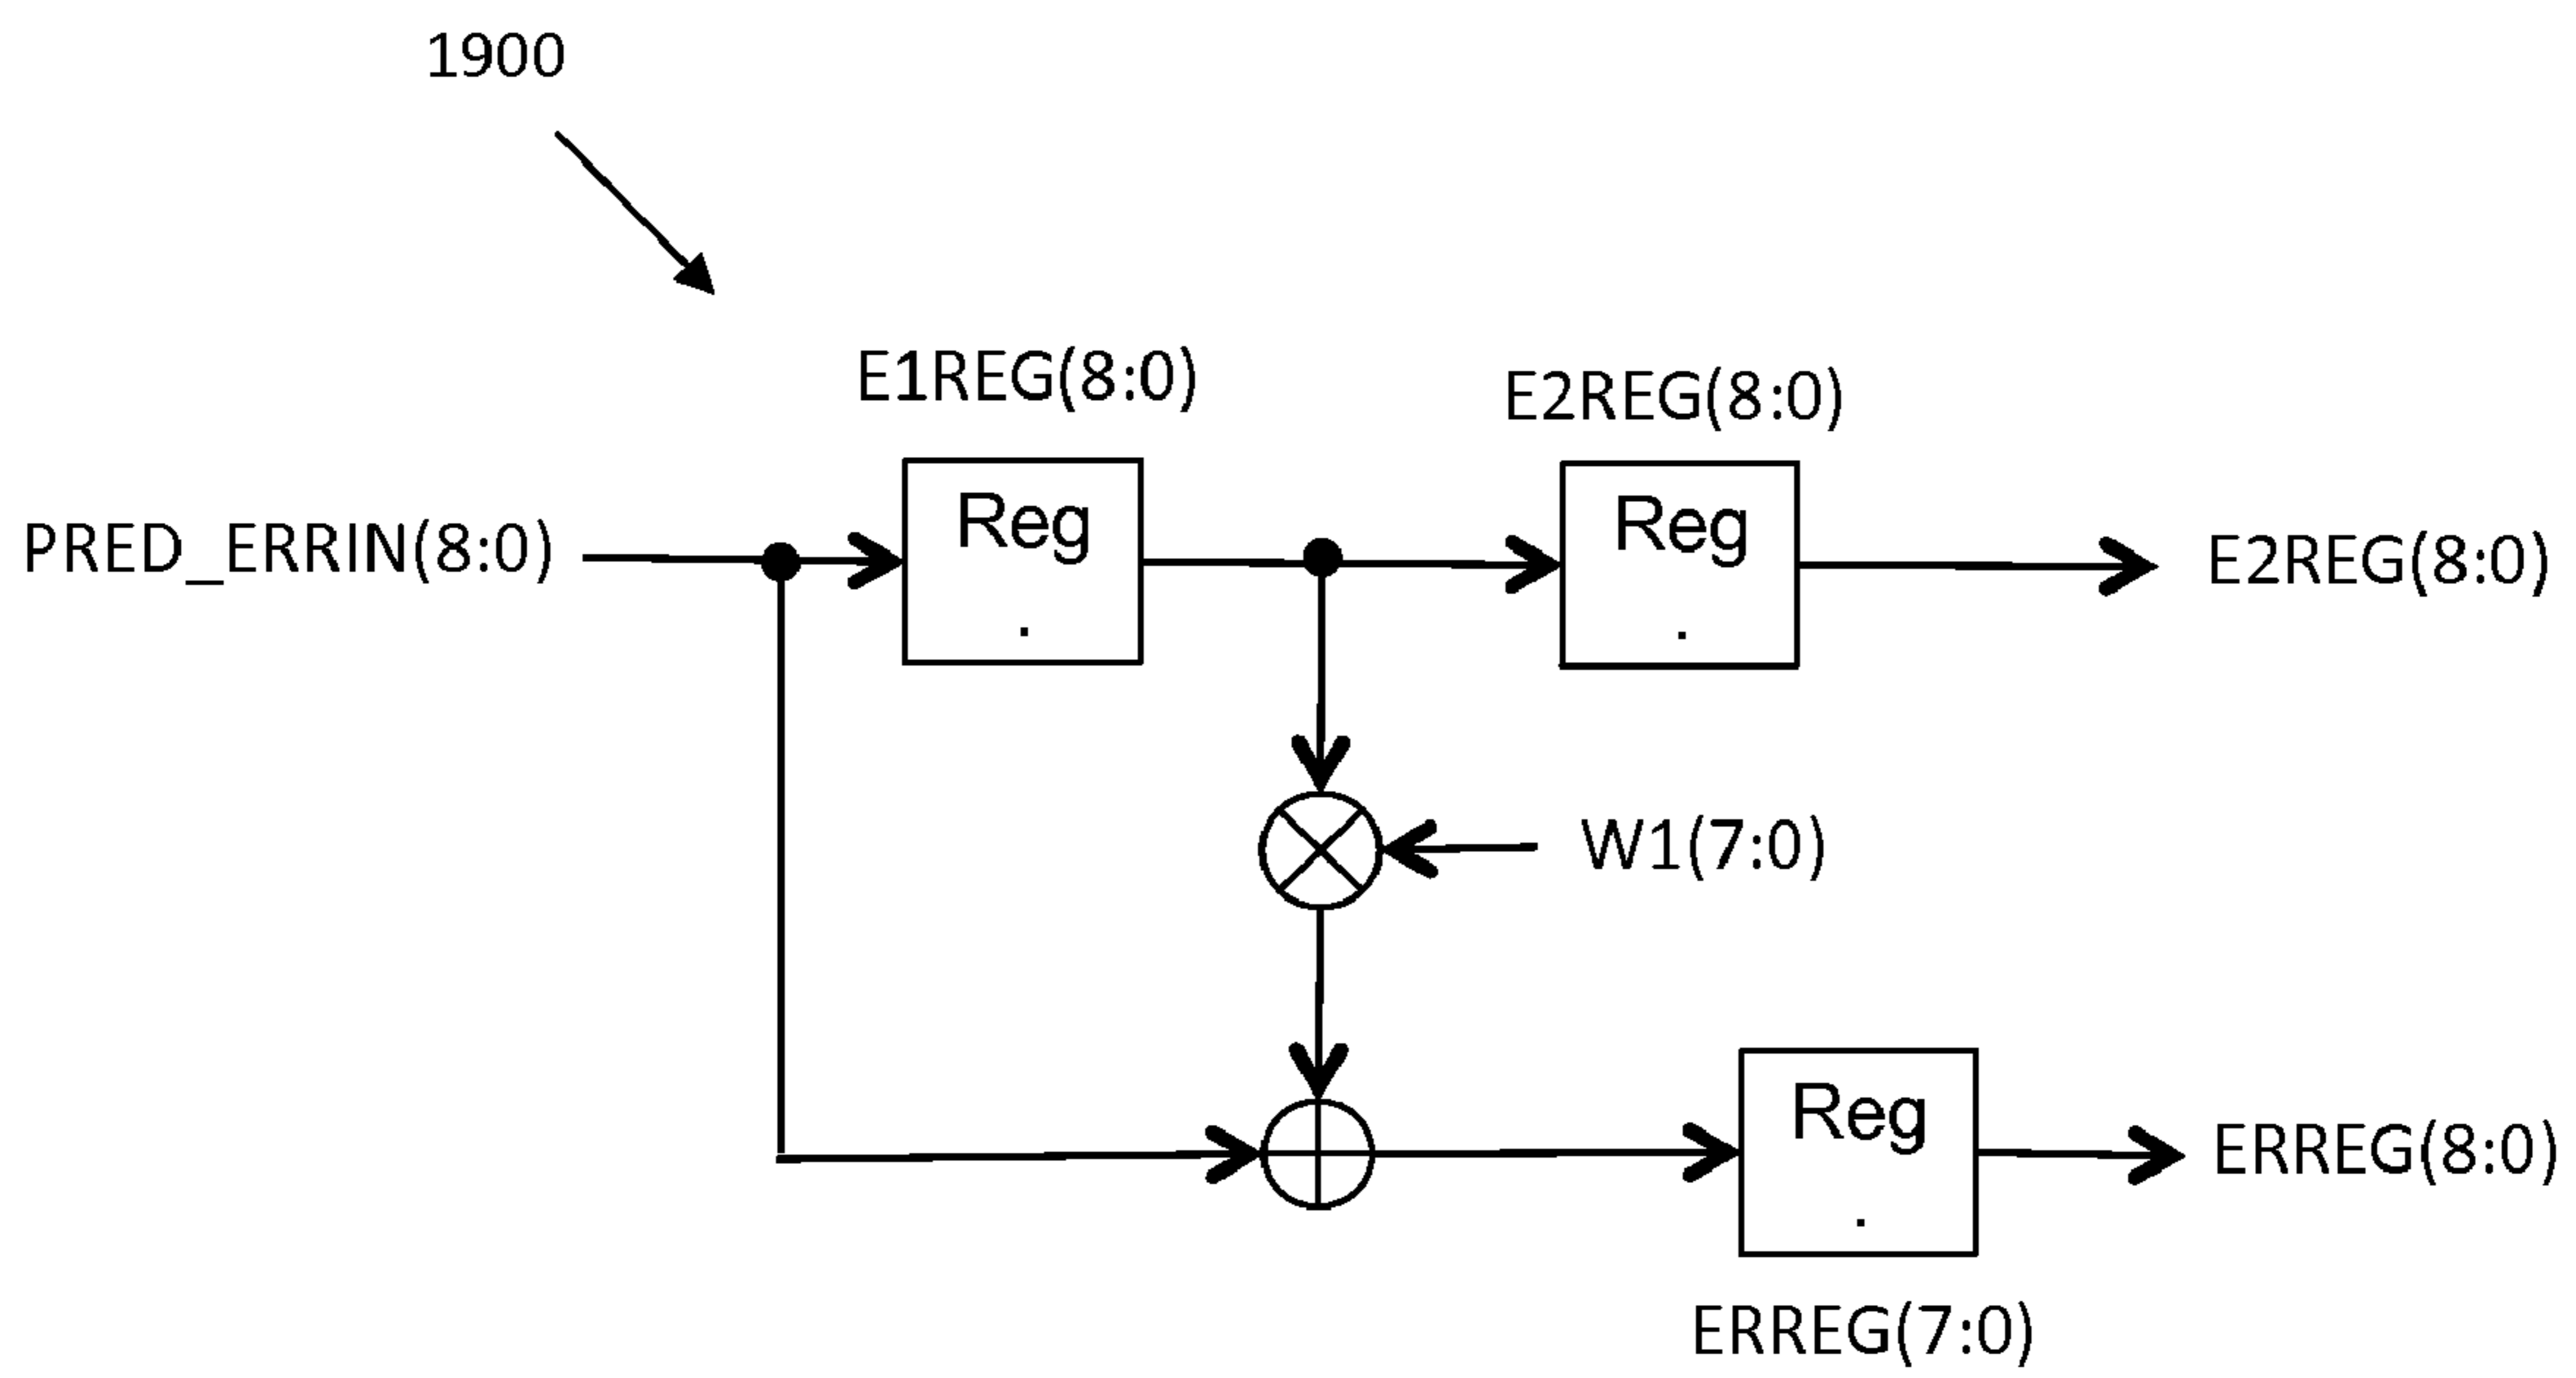 1900
E1REG(8:0)
E2REG(8:0)
PRED_ERRIN(8:0)
Reg
.
Reg
.
E2REG(8:0)
W1(7:0)
Reg
.
ERREG(8:0)
ERREG(7:0)